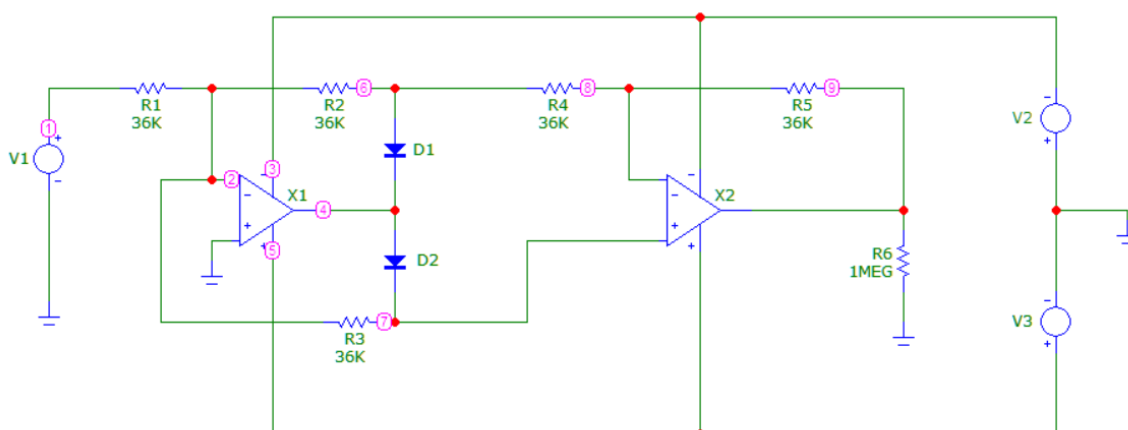 R1
36K
R2
36K
6
R4
36K
8
R5
36K
9
1
V1
+
-
D1
V2
-
+
2
3
-
X1
-
+
4
+
5
-
X2
-
+
+
D2
R6
1MEG
R3
36K
7
V3
-
+